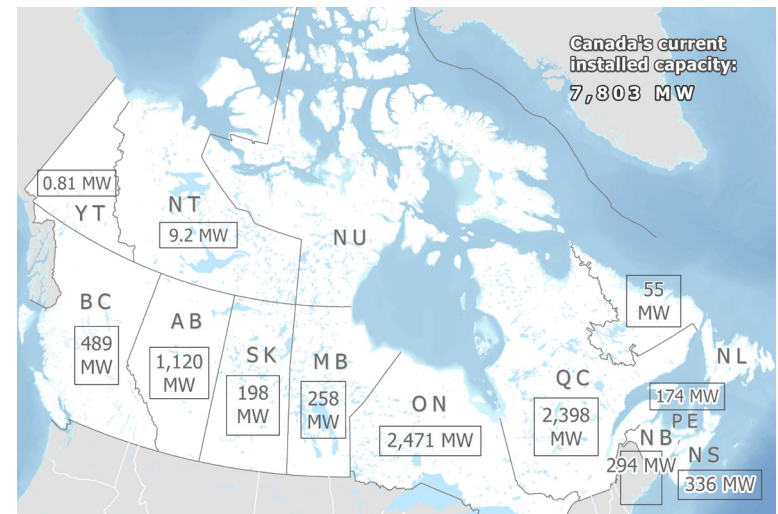 Canada's current
installed capacity:
7,803 MW
0.81 MW
YT
NT
9.2 MW
NU
BC
489
MW
AB
1,120
MW
SK
198
MW
MB
258
MW
ON
2,471 MW
QC
2,398
MW
55
MW
NL
174 MW
PE
NB
294 MW
NS
336 MW